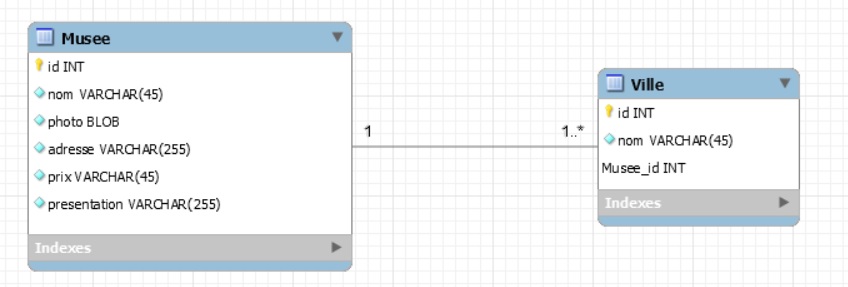 Musee
id INT
nom VARCHAR(45)
photo BLOB
adresse VARCHAR(255)
prix VARCHAR(45)
presentation VARCHAR(255)
Indexes
1
1..*
Ville
id INT
nom VARCHAR(45)
Musee_id INT
Indexes